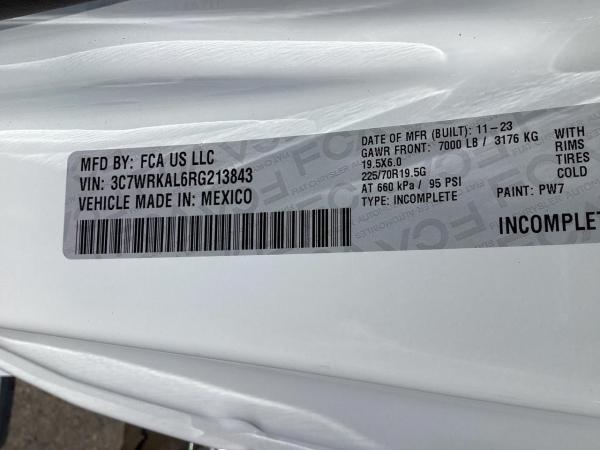 MFD BY: FCA US LLC
VIN: 3C7WRKAL6RG213843
VEHICLE MADE IN: MEXICO
DATE OF MFR (BUILT): 11-23
GAWR FRONT: 7000 LB / 3176 KG WITH
19.5X6.0 RIMS
225/70R19.5G TIRES
AT 660 kPa / 95 PSI COLD
TYPE: INCOMPLETE PAINT: PW7
INCOMPLET